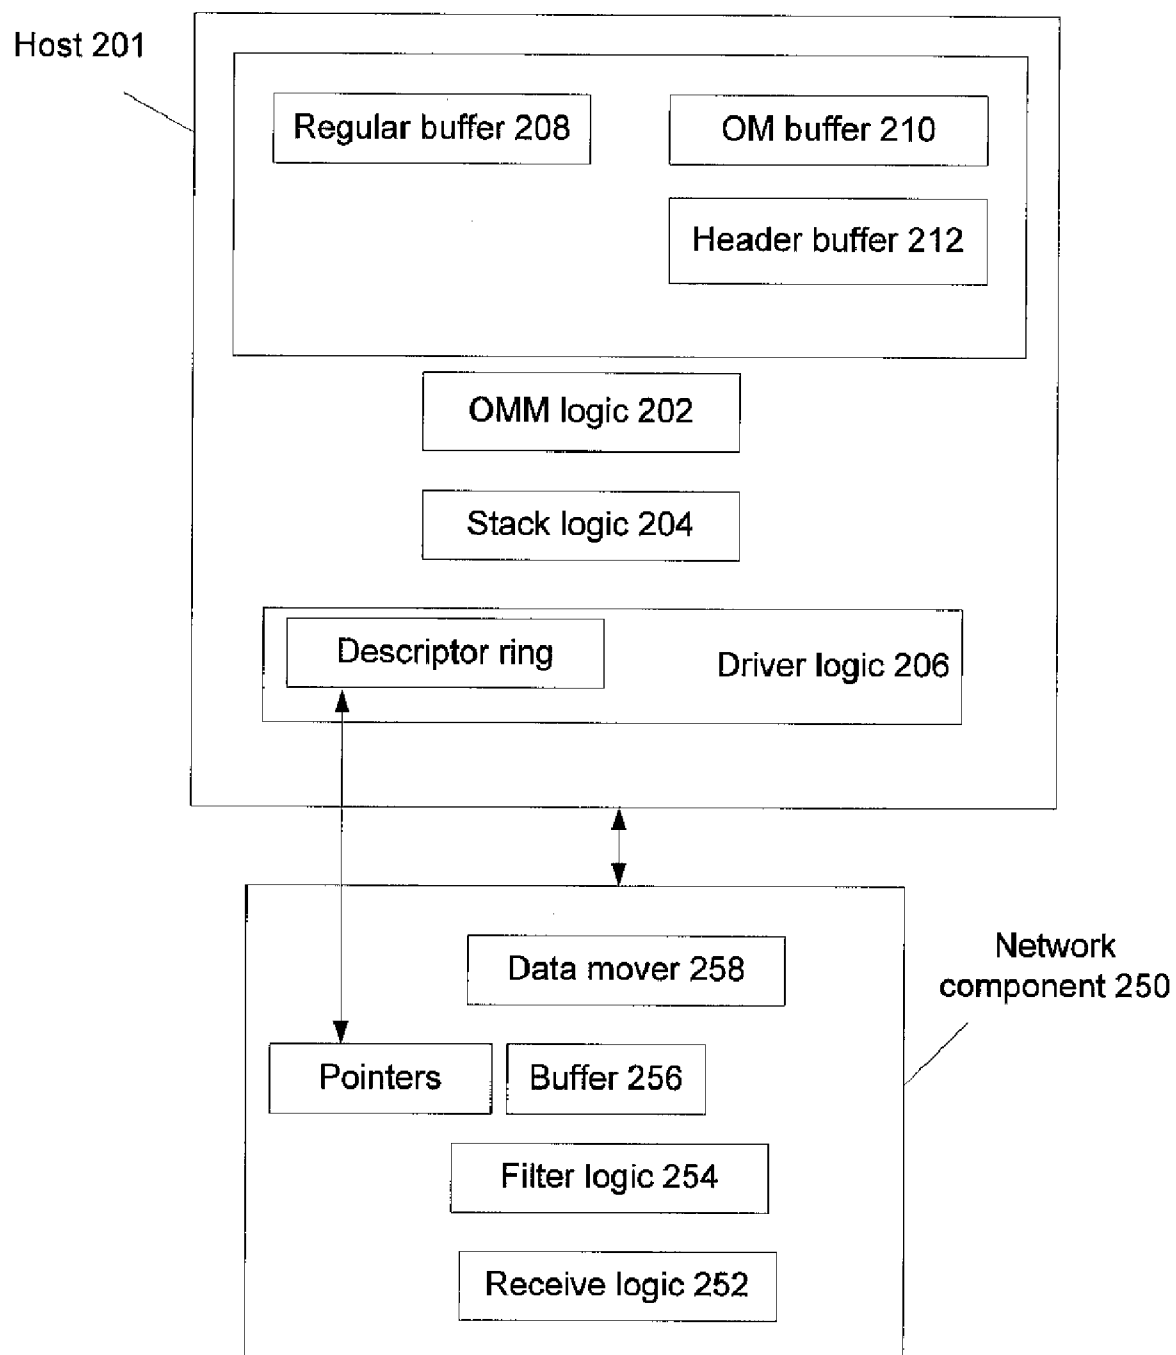 Host 201
Regular buffer 208
OM buffer 210
Header buffer 212
OMM logic 202
Stack logic 204
Descriptor ring
Driver logic 206
Data mover 258
Network
component 250
Pointers
Buffer 256
Filter logic 254
Receive logic 252